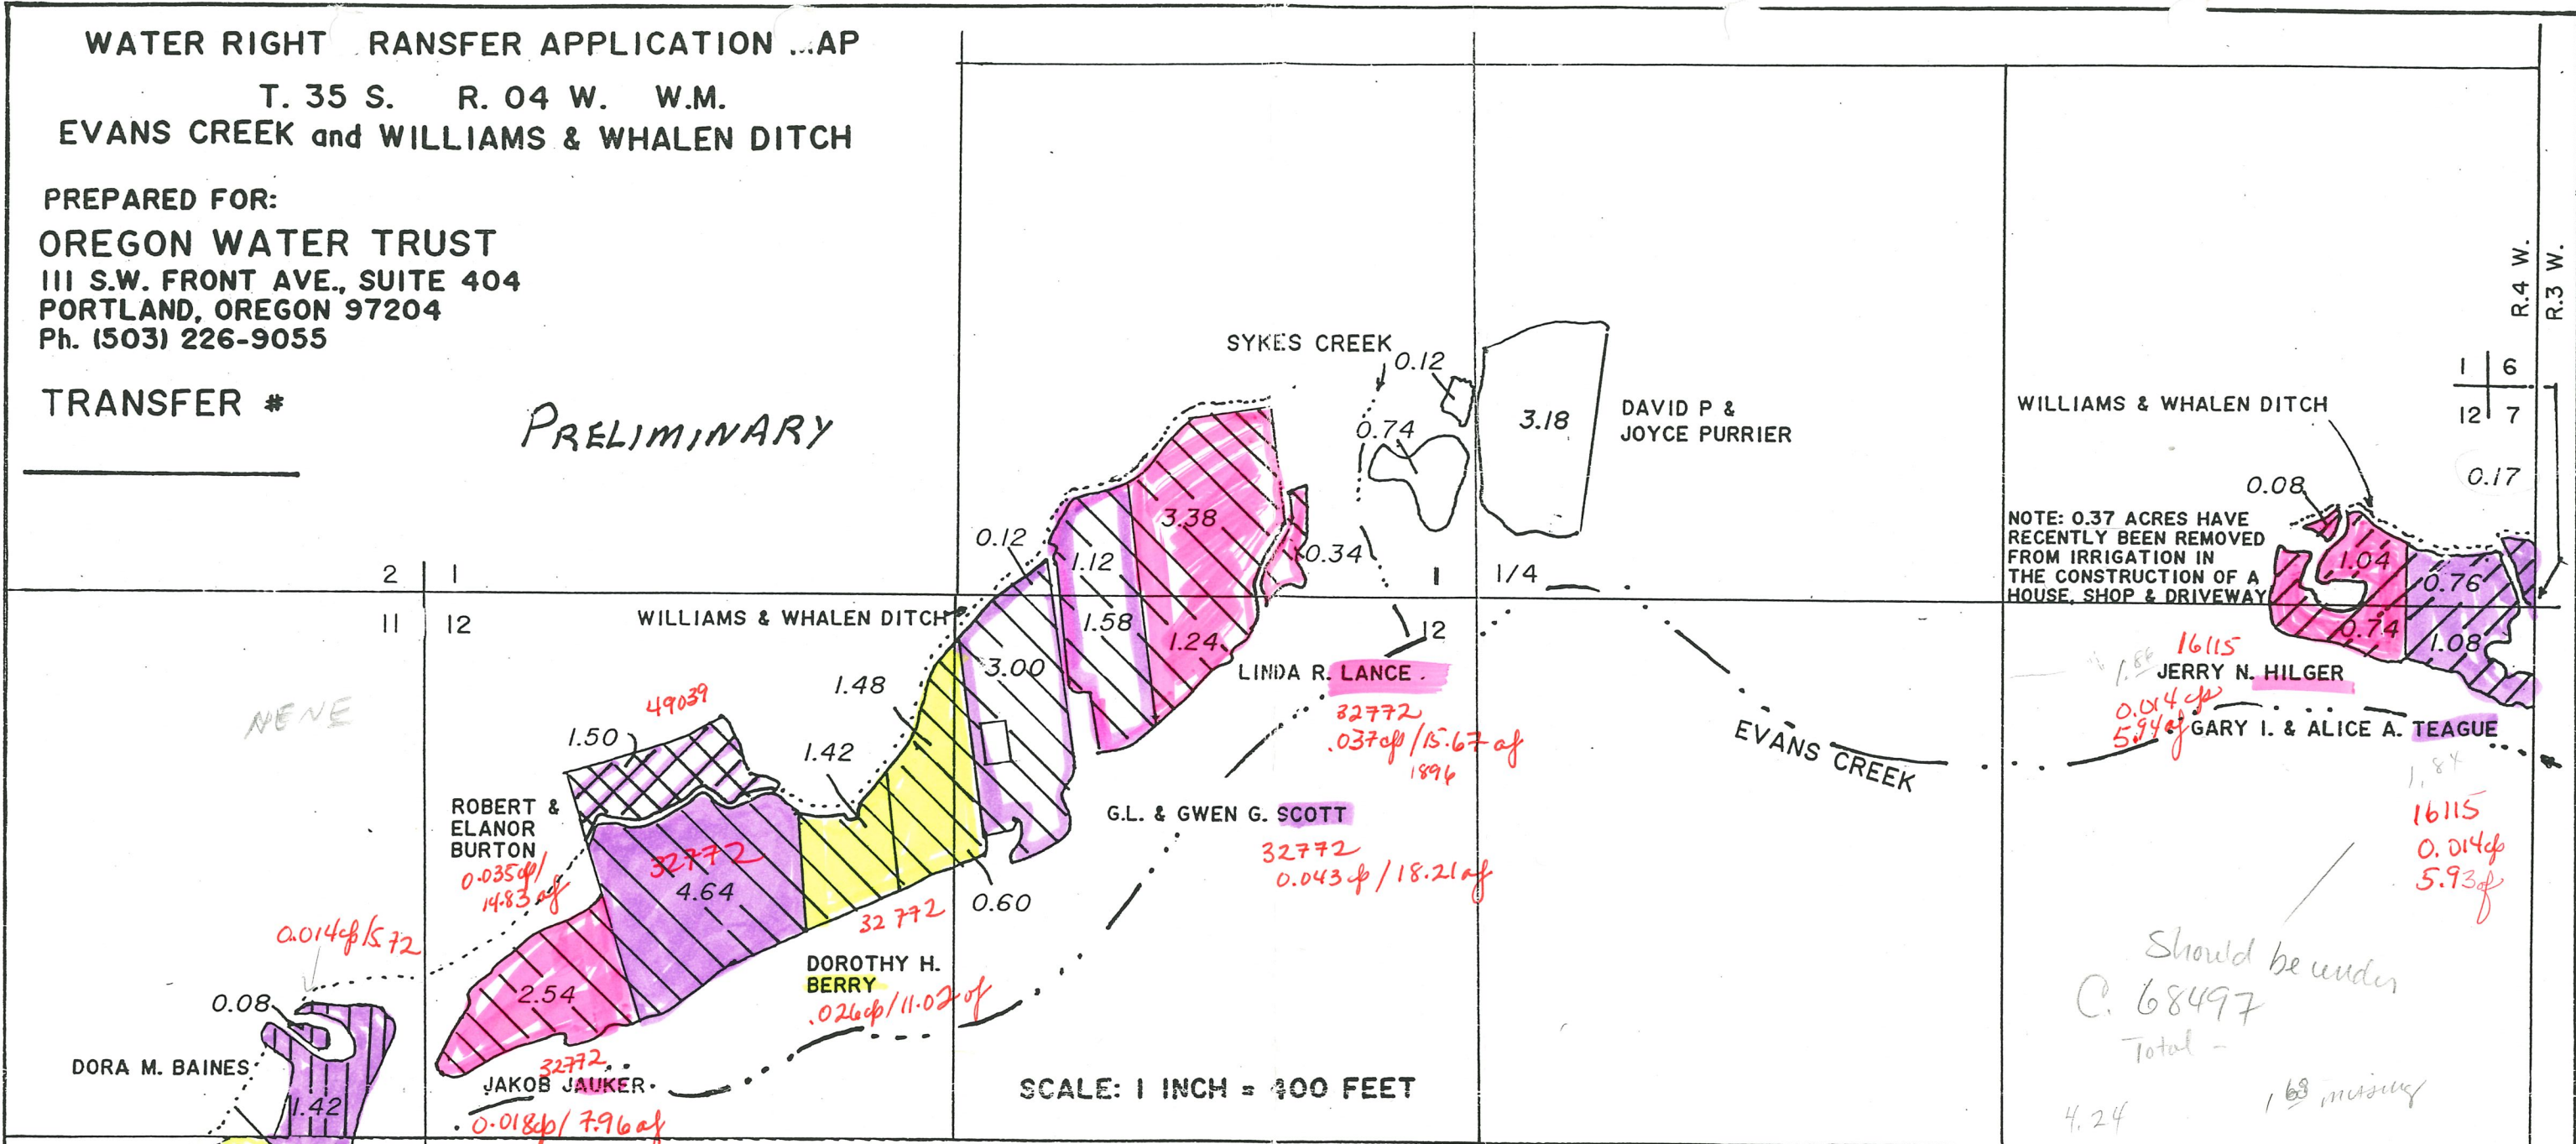 WATER RIGHT RANSFER APPLICATION ...AP
T. 35 S. R. 04 W. W.M.
EVANS CREEK and WILLIAMS & WHALEN DITCH
PREPARED FOR:
OREGON WATER TRUST
111 S.W. FRONT AVE., SUITE 404
PORTLAND, OREGON 97204
Ph. (503) 226-9055
TRANSFER #
PRELIMINARY
SYKES CREEK
0.12
0.74
3.18
DAVID P &
JOYCE PURRIER
R.4 W.
R.3 W.
1 6
12 7
WILLIAMS & WHALEN DITCH
0.17
0.08
NOTE: 0.37 ACRES HAVE
RECENTLY BEEN REMOVED
FROM IRRIGATION IN
THE CONSTRUCTION OF A
HOUSE, SHOP & DRIVEWAY
1.04
0.76
0.74
1.08
3.38
0.12
1.12
0.34
1 1/4
12
2 1
11 12
WILLIAMS & WHALEN DITCH
1.58
1.24
3.00
LINDA R. LANCE
32772
.037cfs/15.67 af
1896
16115
1.86
JERRY N. HILGER
0.014 cfs
5.94 af
GARY I. & ALICE A. TEAGUE
1.84
16115
0.014cfs
5.93af
EVANS CREEK
NENE
49039
1.48
1.50
1.42
ROBERT &
ELANOR
BURTON
0.035cfs/
14.83 af
32772
4.64
G.L. & GWEN G. SCOTT
32772
0.043 cfs / 18.21 af
32772
0.60
DOROTHY H.
BERRY
.026cfs/11.02 af
0.014cfs/5.72
0.08
2.54
DORA M. BAINES
32772
JAKOB JAUKER
0.018cfs/ 7.96 af
1.42
SCALE: 1 INCH = 400 FEET
Should be under
C. 68497
Total -
1.68 missing
4.24